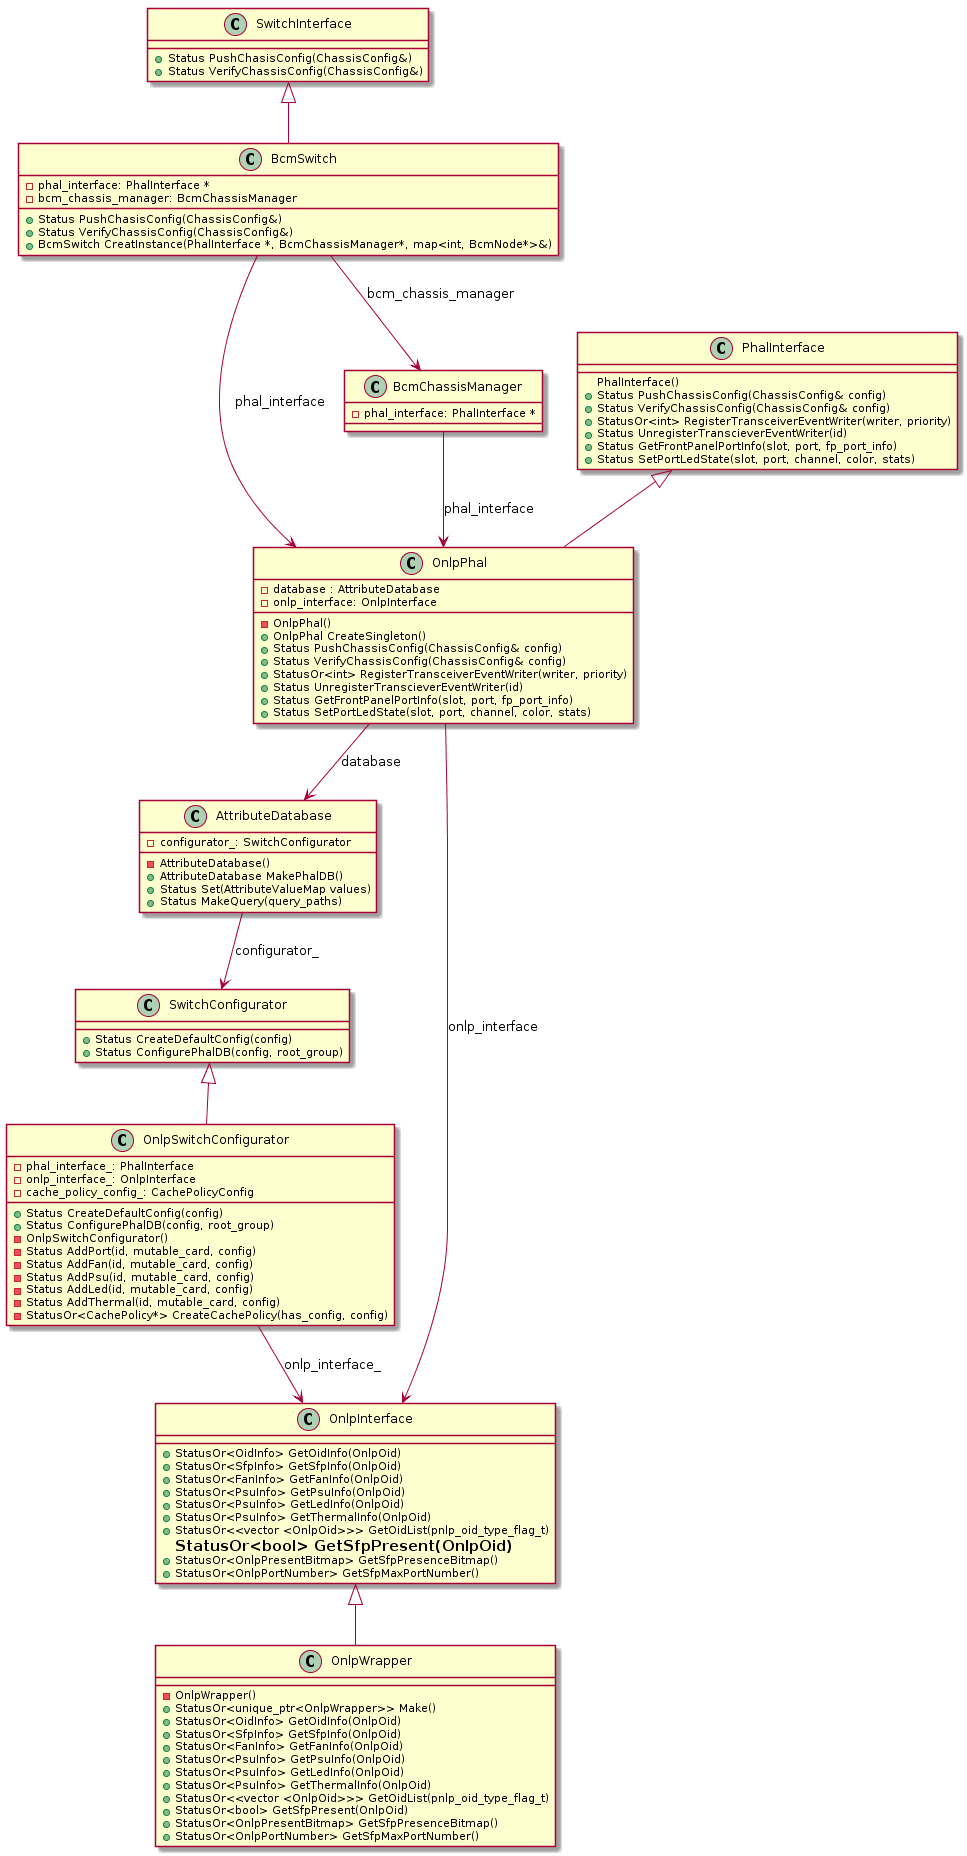 SwitchInterface
Status PushChasisConfig(ChassisConfig&)
Status VerifyChassisConfig(ChassisConfig&)
BcmSwitch
phal_interface: PhalInterface *
bcm_chassis_manager: BcmChassisManager
Status PushChasisConfig(ChassisConfig&)
Status VerifyChassisConfig(ChassisConfig&)
BcmSwitch CreatInstance(PhalInterface *, BcmChassisManager*, map<int, BcmNode*>&)
bcm_chassis_manager
phal_interface
BcmChassisManager
phal_interface: PhalInterface *
PhalInterface
PhalInterface()
Status PushChassisConfig(ChassisConfig& config)
Status VerifyChassisConfig(ChassisConfig& config)
StatusOr<int> RegisterTransceiverEventWriter(writer, priority)
Status UnregisterTranscieverEventWriter(id)
Status GetFrontPanelPortInfo(slot, port, fp_port_info)
Status SetPortLedState(slot, port, channel, color, stats)
phal_interface
OnlpPhal
database : AttributeDatabase
onlp_interface: OnlpInterface
OnlpPhal()
OnlpPhal CreateSingleton()
Status PushChassisConfig(ChassisConfig& config)
Status VerifyChassisConfig(ChassisConfig& config)
StatusOr<int> RegisterTransceiverEventWriter(writer, priority)
Status UnregisterTranscieverEventWriter(id)
Status GetFrontPanelPortInfo(slot, port, fp_port_info)
Status SetPortLedState(slot, port, channel, color, stats)
database
AttributeDatabase
configurator_: SwitchConfigurator
AttributeDatabase()
AttributeDatabase MakePhalDB()
Status Set(AttributeValueMap values)
Status MakeQuery(query_paths)
configurator_
SwitchConfigurator
Status CreateDefaultConfig(config)
Status ConfigurePhalDB(config, root_group)
onlp_interface
OnlpSwitchConfigurator
phal_interface_: PhalInterface
onlp_interface_: OnlpInterface
cache_policy_config_: CachePolicyConfig
Status CreateDefaultConfig(config)
Status ConfigurePhalDB(config, root_group)
OnlpSwitchConfigurator()
Status AddPort(id, mutable_card, config)
Status AddFan(id, mutable_card, config)
Status AddPsu(id, mutable_card, config)
Status AddLed(id, mutable_card, config)
Status AddThermal(id, mutable_card, config)
StatusOr<CachePolicy*> CreateCachePolicy(has_config, config)
onlp_interface_
OnlpInterface
StatusOr<OidInfo> GetOidInfo(OnlpOid)
StatusOr<SfpInfo> GetSfpInfo(OnlpOid)
StatusOr<FanInfo> GetFanInfo(OnlpOid)
StatusOr<PsuInfo> GetPsuInfo(OnlpOid)
StatusOr<PsuInfo> GetLedInfo(OnlpOid)
StatusOr<PsuInfo> GetThermalInfo(OnlpOid)
StatusOr<<vector <OnlpOid>>> GetOidList(pnlp_oid_type_flag_t)
StatusOr<bool> GetSfpPresent(OnlpOid)
StatusOr<OnlpPresentBitmap> GetSfpPresenceBitmap()
StatusOr<OnlpPortNumber> GetSfpMaxPortNumber()
OnlpWrapper
OnlpWrapper()
StatusOr<unique_ptr<OnlpWrapper>> Make()
StatusOr<OidInfo> GetOidInfo(OnlpOid)
StatusOr<SfpInfo> GetSfpInfo(OnlpOid)
StatusOr<FanInfo> GetFanInfo(OnlpOid)
StatusOr<PsuInfo> GetPsuInfo(OnlpOid)
StatusOr<PsuInfo> GetLedInfo(OnlpOid)
StatusOr<PsuInfo> GetThermalInfo(OnlpOid)
StatusOr<<vector <OnlpOid>>> GetOidList(pnlp_oid_type_flag_t)
StatusOr<bool> GetSfpPresent(OnlpOid)
StatusOr<OnlpPresentBitmap> GetSfpPresenceBitmap()
StatusOr<OnlpPortNumber> GetSfpMaxPortNumber()